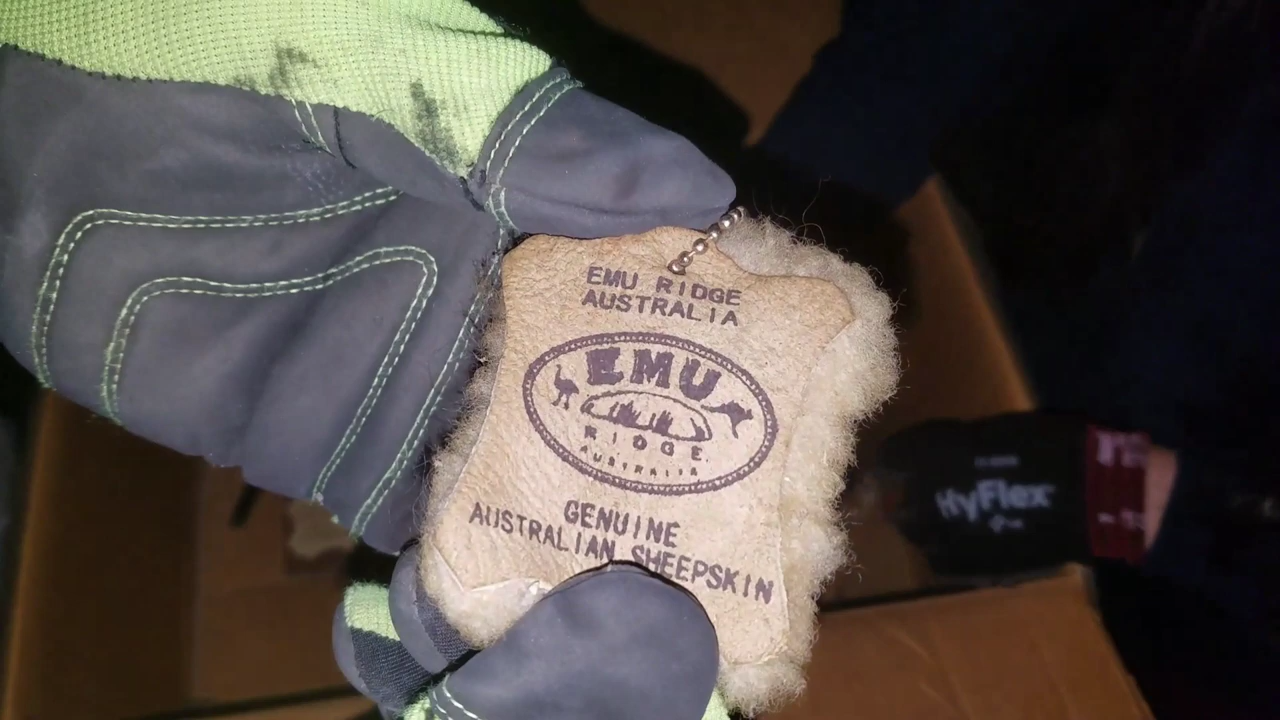 EMU RIDGE
AUSTRALIA
EMU
RIDGE
AUSTRALIA
GENUINE
AUSTRALIAN SHEEPSKIN
HyFlex